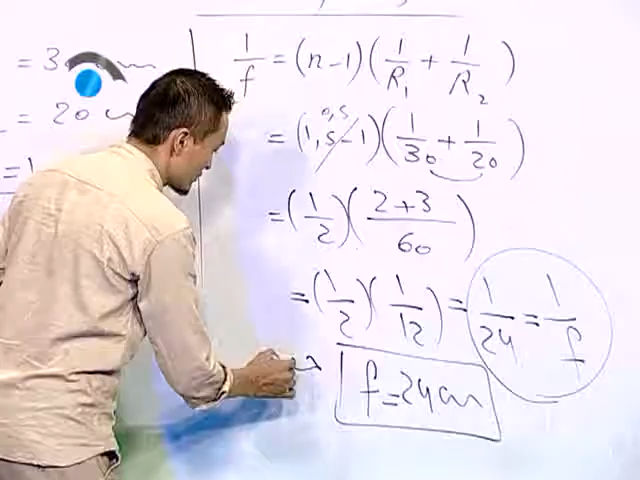 = 3
= 20
= 1
1/f = (n-1)(1/R₁ + 1/R₂)
0,5
= (1,5-1)(1/30 + 1/20)
= (1/2)(2+3/60)
= (1/2)(1/12) = 1/24 = 1/f
f = 24 cm